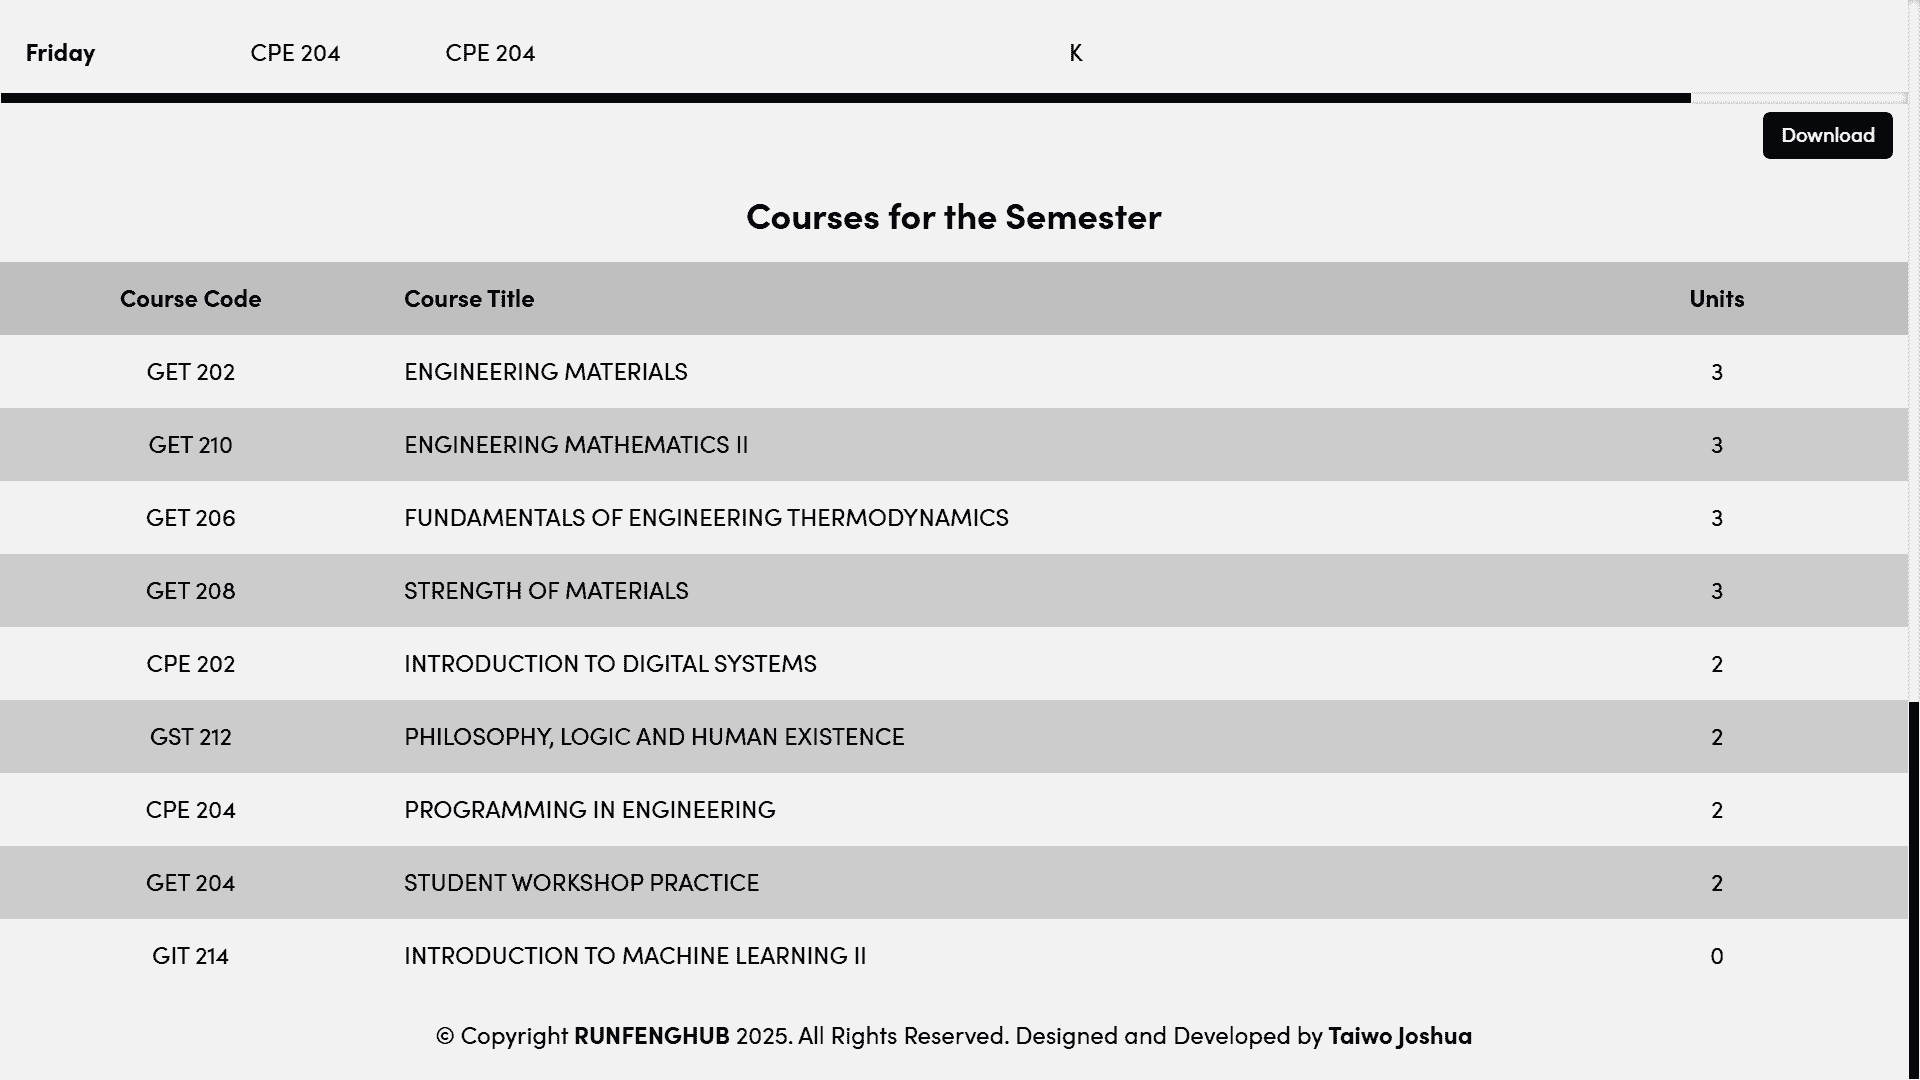 Friday CPE 204 CPE 204 K
Download
Courses for the Semester
Course Code Course Title Units
GET 202 ENGINEERING MATERIALS 3
GET 210 ENGINEERING MATHEMATICS II 3
GET 206 FUNDAMENTALS OF ENGINEERING THERMODYNAMICS 3
GET 208 STRENGTH OF MATERIALS 3
CPE 202 INTRODUCTION TO DIGITAL SYSTEMS 2
GST 212 PHILOSOPHY, LOGIC AND HUMAN EXISTENCE 2
CPE 204 PROGRAMMING IN ENGINEERING 2
GET 204 STUDENT WORKSHOP PRACTICE 2
GIT 214 INTRODUCTION TO MACHINE LEARNING II 0
© Copyright RUNFENGHUB 2025. All Rights Reserved. Designed and Developed by Taiwo Joshua